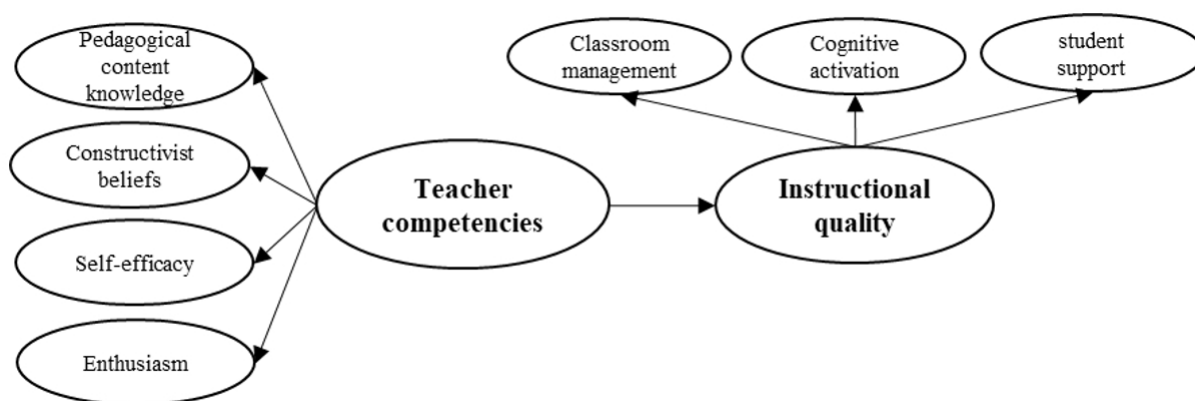 Pedagogical
content
knowledge
Constructivist
beliefs
Self-efficacy
Enthusiasm
Teacher
competencies
Classroom
management
Cognitive
activation
student
support
Instructional
quality